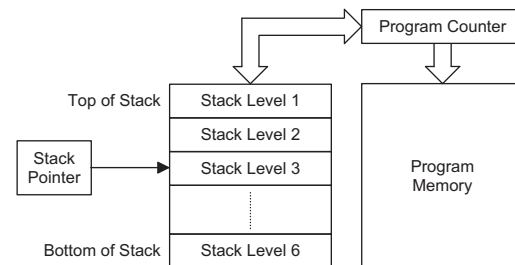 Program Counter
Top of Stack
Stack Level 1
Stack Level 2
Stack
Pointer
Stack Level 3
Program
Memory
Bottom of Stack
Stack Level 6